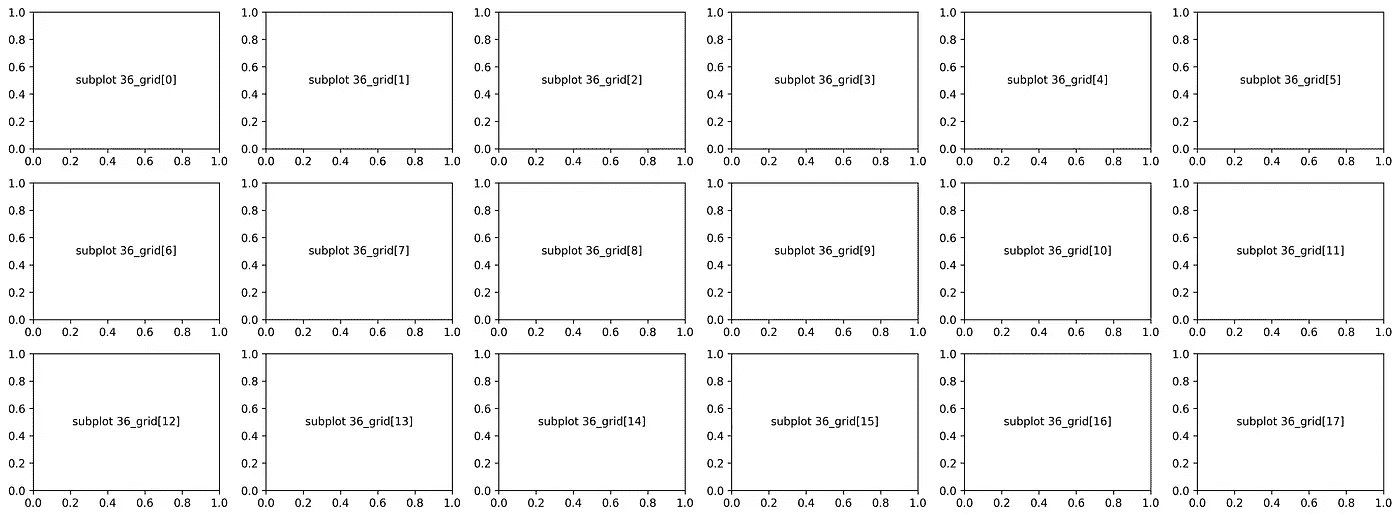 1.0 1.0 1.0 1.0 1.0 1.0
0.8 0.8 0.8 0.8 0.8 0.8
0.6 0.6 0.6 0.6 0.6 0.6
subplot 36_grid[0] subplot 36_grid[1] subplot 36_grid[2] subplot 36_grid[3] subplot 36_grid[4] subplot 36_grid[5]
0.4 0.4 0.4 0.4 0.4 0.4
0.2 0.2 0.2 0.2 0.2 0.2
0.0 0.0 0.0 0.0 0.0 0.0
0.0 0.2 0.4 0.6 0.8 1.0 0.0 0.2 0.4 0.6 0.8 1.0 0.0 0.2 0.4 0.6 0.8 1.0 0.0 0.2 0.4 0.6 0.8 1.0 0.0 0.2 0.4 0.6 0.8 1.0 0.0 0.2 0.4 0.6 0.8 1.0
1.0 1.0 1.0 1.0 1.0 1.0
0.8 0.8 0.8 0.8 0.8 0.8
0.6 0.6 0.6 0.6 0.6 0.6
subplot 36_grid[6] subplot 36_grid[7] subplot 36_grid[8] subplot 36_grid[9] subplot 36_grid[10] subplot 36_grid[11]
0.4 0.4 0.4 0.4 0.4 0.4
0.2 0.2 0.2 0.2 0.2 0.2
0.0 0.0 0.0 0.0 0.0 0.0
0.0 0.2 0.4 0.6 0.8 1.0 0.0 0.2 0.4 0.6 0.8 1.0 0.0 0.2 0.4 0.6 0.8 1.0 0.0 0.2 0.4 0.6 0.8 1.0 0.0 0.2 0.4 0.6 0.8 1.0 0.0 0.2 0.4 0.6 0.8 1.0
1.0 1.0 1.0 1.0 1.0 1.0
0.8 0.8 0.8 0.8 0.8 0.8
0.6 0.6 0.6 0.6 0.6 0.6
subplot 36_grid[12] subplot 36_grid[13] subplot 36_grid[14] subplot 36_grid[15] subplot 36_grid[16] subplot 36_grid[17]
0.4 0.4 0.4 0.4 0.4 0.4
0.2 0.2 0.2 0.2 0.2 0.2
0.0 0.0 0.0 0.0 0.0 0.0
0.0 0.2 0.4 0.6 0.8 1.0 0.0 0.2 0.4 0.6 0.8 1.0 0.0 0.2 0.4 0.6 0.8 1.0 0.0 0.2 0.4 0.6 0.8 1.0 0.0 0.2 0.4 0.6 0.8 1.0 0.0 0.2 0.4 0.6 0.8 1.0